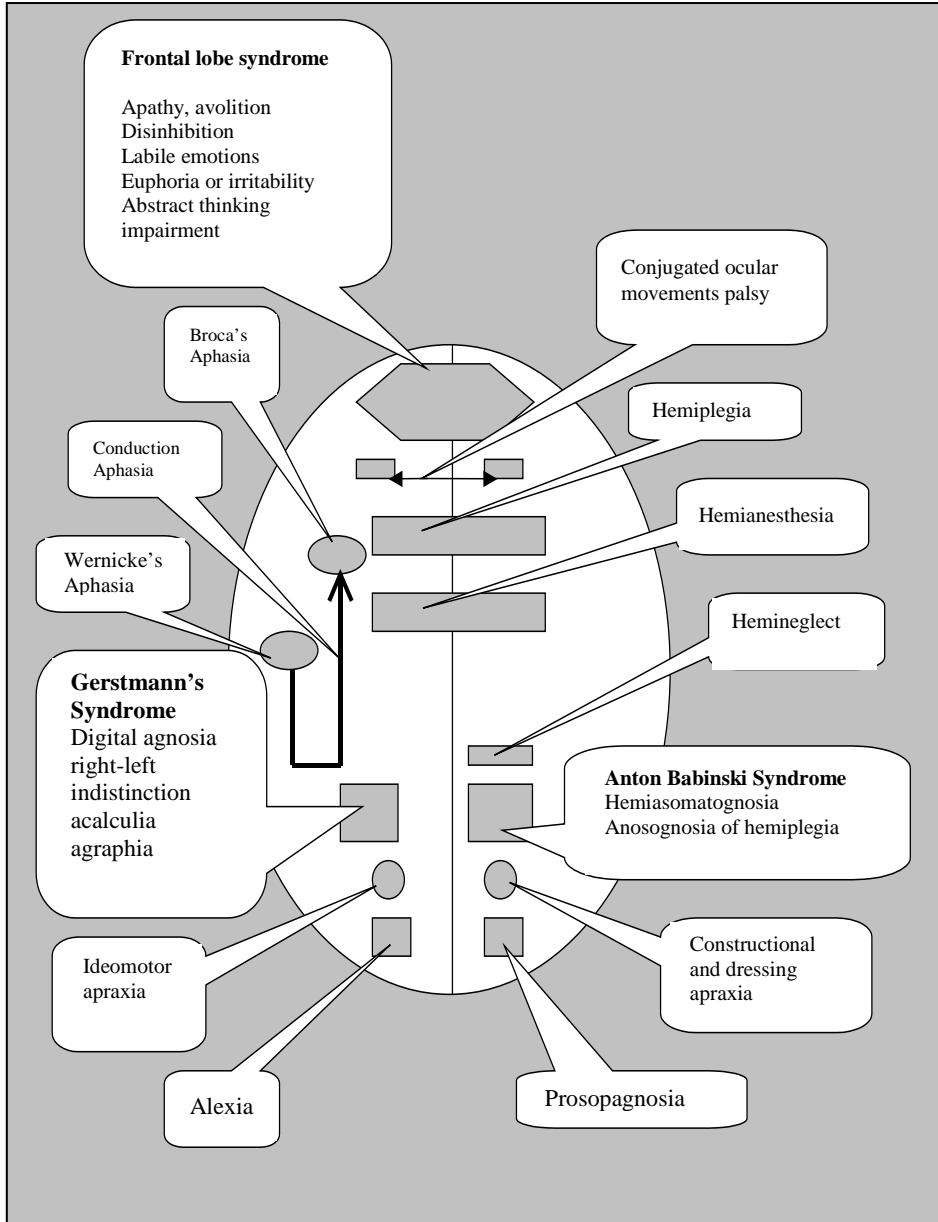 Frontal lobe syndrome
Apathy, avolition
Disinhibition
Labile emotions
Euphoria or irritability
Abstract thinking
impairment
Conjugated ocular
movements palsy
Broca's
Aphasia
Hemiplegia
Conduction
Aphasia
Hemianesthesia
Wernicke's
Aphasia
Hemineglect
Gerstmann's
Syndrome
Digital agnosia
right-left
indistinction
acalculia
agraphia
Anton Babinski Syndrome
Hemiasomatognosia
Anosognosia of hemiplegia
Ideomotor
apraxia
Constructional
and dressing
apraxia
Alexia
Prosopagnosia